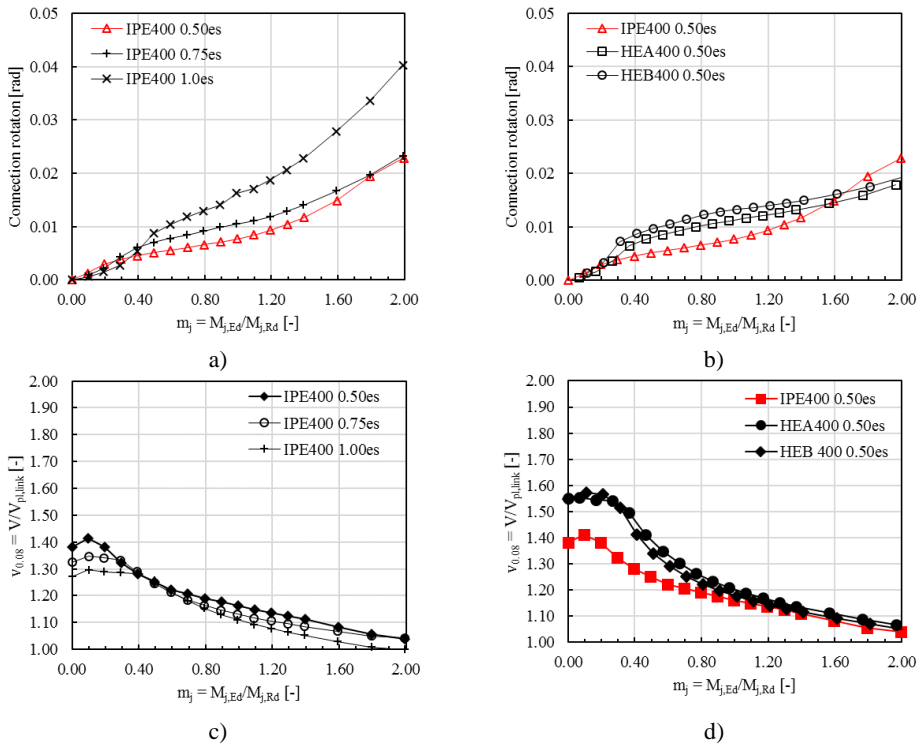 IPE400 0.50es
IPE400 0.75es
IPE400 1.0es
0.05
0.04
0.03
0.02
0.01
0.00
Connection rotaton [rad]
0.00 0.40 0.80 1.20 1.60 2.00
mj = Mj,Ed/Mj,Rd [-]
a)
IPE400 0.50es
HEA400 0.50es
HEB400 0.50es
0.05
0.04
0.03
0.02
0.01
0.00
Connection rotaton [rad]
0.00 0.40 0.80 1.20 1.60 2.00
mj = Mj,Ed/Mj,Rd [-]
b)
IPE400 0.50es
IPE400 0.75es
IPE400 1.00es
2.00
1.90
1.80
1.70
1.60
1.50
1.40
1.30
1.20
1.10
1.00
v0.08 = V/Vpl,link [-]
0.00 0.40 0.80 1.20 1.60 2.00
mj = Mj,Ed/Mj,Rd [-]
c)
IPE400 0.50es
HEA400 0.50es
HEB 400 0.50es
2.00
1.90
1.80
1.70
1.60
1.50
1.40
1.30
1.20
1.10
1.00
v0.08 = V/Vpl,link [-]
0.00 0.40 0.80 1.20 1.60 2.00
mj = Mj,Ed/Mj,Rd [-]
d)